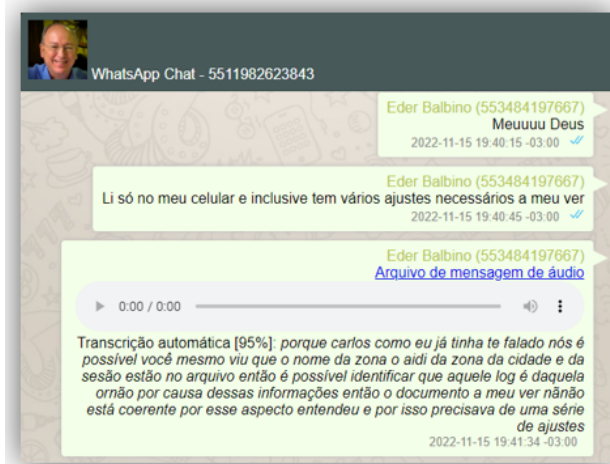 WhatsApp Chat - 5511982623843
Eder Balbino (553484197667)
Meuuuu Deus
2022-11-15 19:40:15 -03:00
Eder Balbino (553484197667)
Li só no meu celular e inclusive tem vários ajustes necessários a meu ver
2022-11-15 19:40:45 -03:00
Eder Balbino (553484197667)
Arquivo de mensagem de áudio
0:00 / 0:00
Transcrição automática [95%]: porque carlos como eu já tinha te falado nós é
possível você mesmo viu que o nome da zona o aidi da zona da cidade e da
sesão estão no arquivo então é possível identificar que aquele log é daquela
ornão por causa dessas informações então o documento a meu ver nãnão
está coerente por esse aspecto entendeu e por isso precisava de uma série
de ajustes
2022-11-15 19:41:34 -03:00